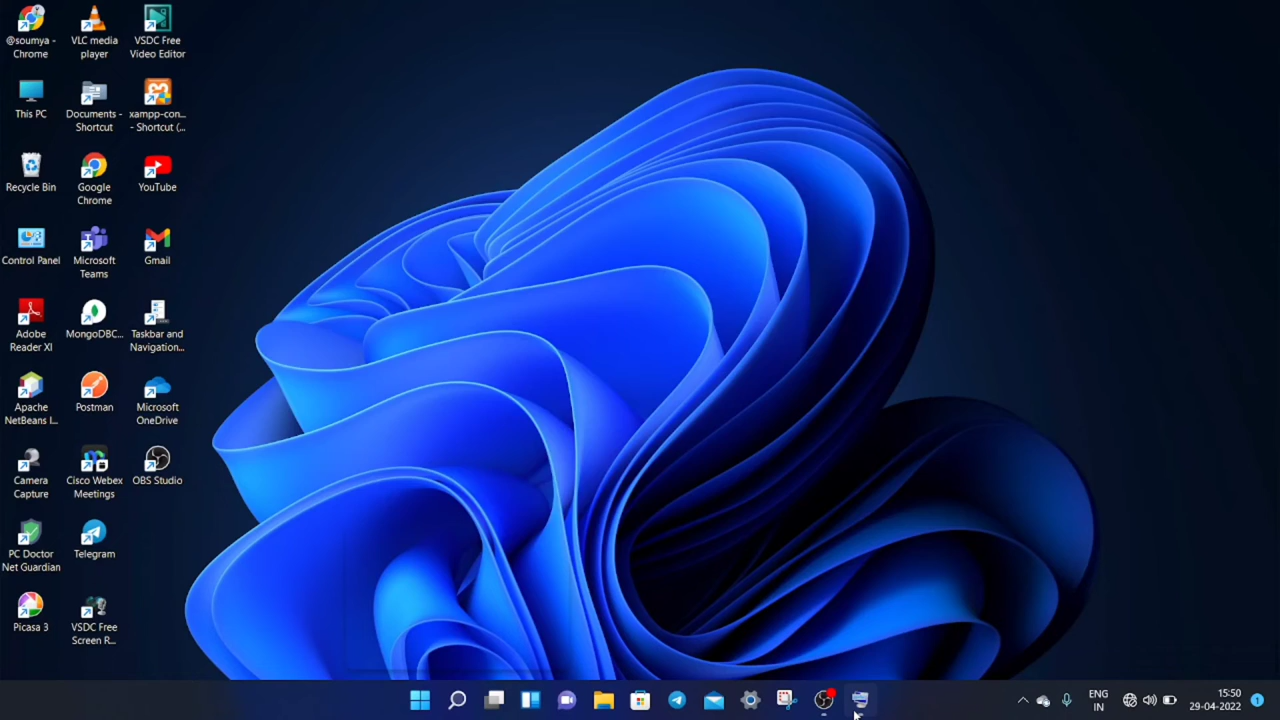 @soumya -
Chrome
VLC media
player
VSDC Free
Video Editor
This PC
Documents -
Shortcut
xampp-con...
- Shortcut (...
Recycle Bin
Google
Chrome
YouTube
Control Panel
Microsoft
Teams
Gmail
Adobe
Reader XI
MongoDBC...
Taskbar and
Navigation...
Apache
NetBeans I...
Postman
Microsoft
OneDrive
Camera
Capture
Cisco Webex
Meetings
OBS Studio
PC Doctor
Net Guardian
Telegram
Picasa 3
VSDC Free
Screen R...
ENG
IN
15:50
29-04-2022
1